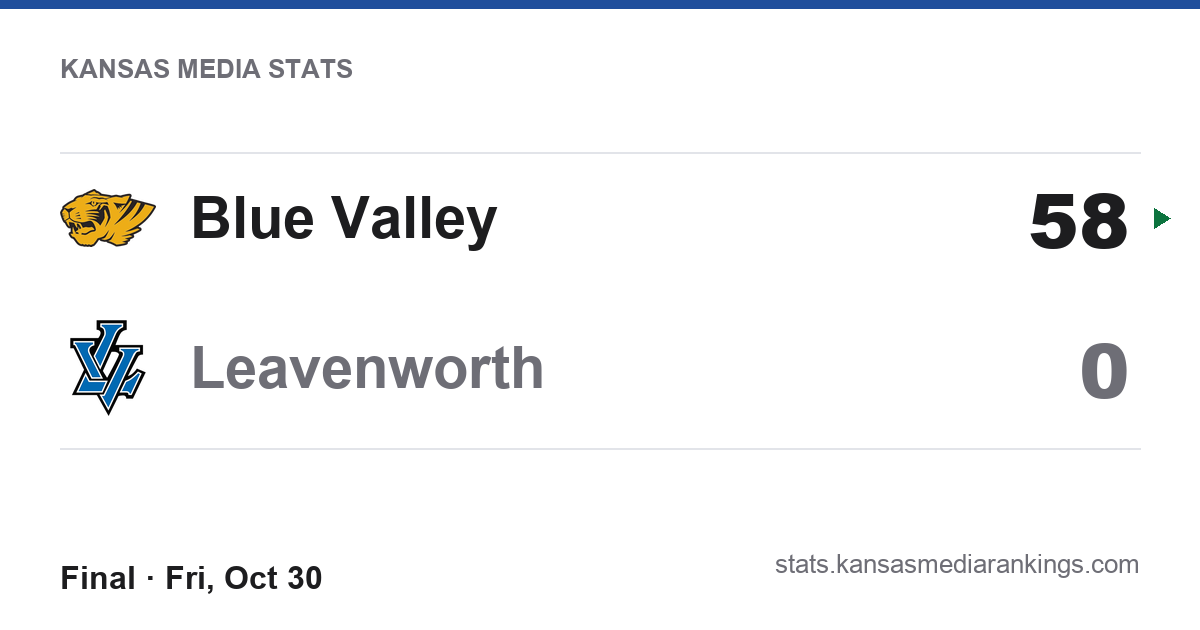 KANSAS MEDIA STATS
Blue Valley 58
Leavenworth 0
Final · Fri, Oct 30
stats.kansasmediarankings.com